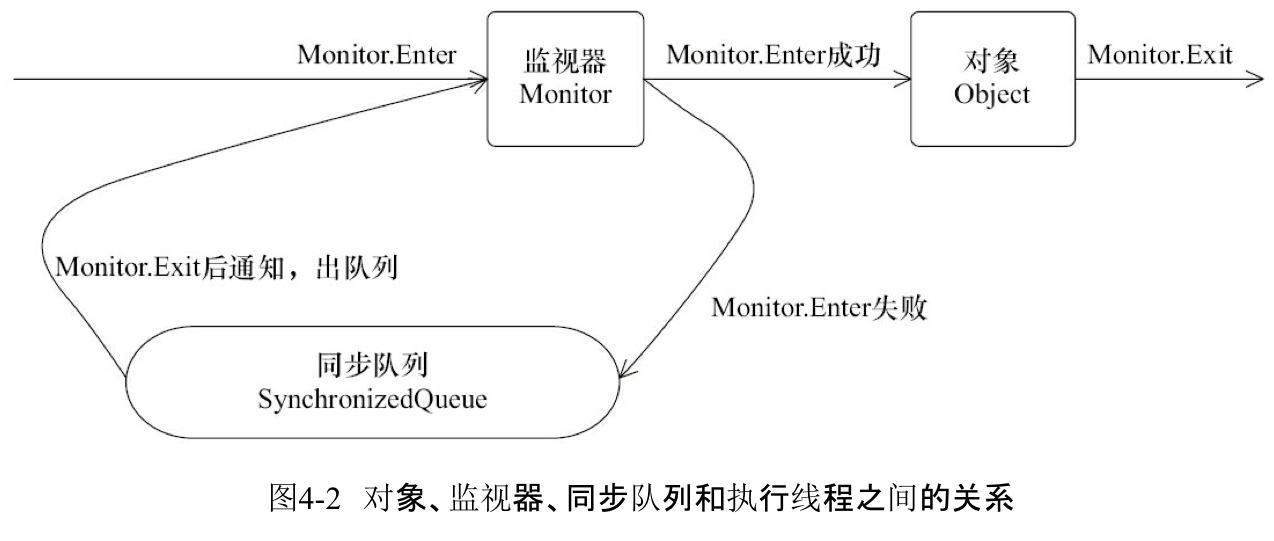 Monitor.Enter
监视器
Monitor
Monitor.Enter成功
对象
Object
Monitor.Exit
Monitor.Exit后通知，出队列
Monitor.Enter失败
同步队列
SynchronizedQueue
图4-2 对象、监视器、同步队列和执行线程之间的关系